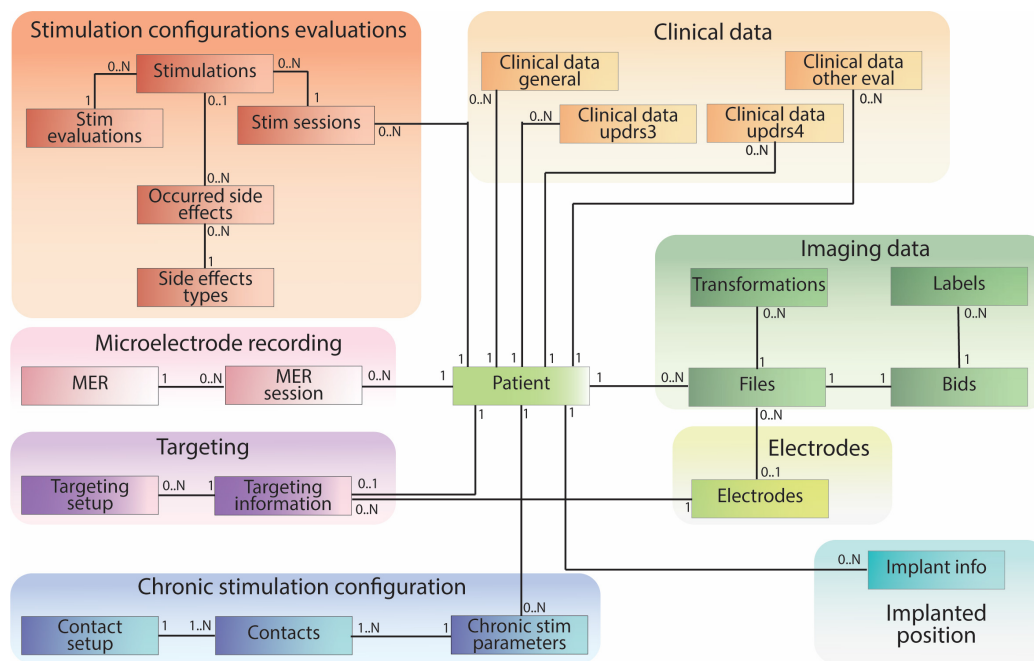 Stimulation configurations evaluations
0..N
Stimulations
0..N
1
0..1
1
Stim
evaluations
Stim sessions
0..N
0..N
Occurred side
effects
0..N
1
Side effects
types
Clinical data
Clinical data
general
0..N
Clinical data
other eval
0..N
0..N
Clinical data
updrs3
Clinical data
updrs4
0..N
Imaging data
Transformations
0..N
Labels
0..N
1
1
Files
1
1
Bids
0..N
0..N
Microelectrode recording
MER
1
0..N
MER
session
0..N
1
1
1
1
1
1
Patient
1
1
1
1
Targeting
Targeting
setup
0..N
1
Targeting
information
0..1
0..N
Electrodes
0..1
Electrodes
1
Chronic stimulation configuration
Contact
setup
1
1..N
Contacts
1..N
1
0..N
Chronic stim
parameters
0..N
Implant info
Implanted
position